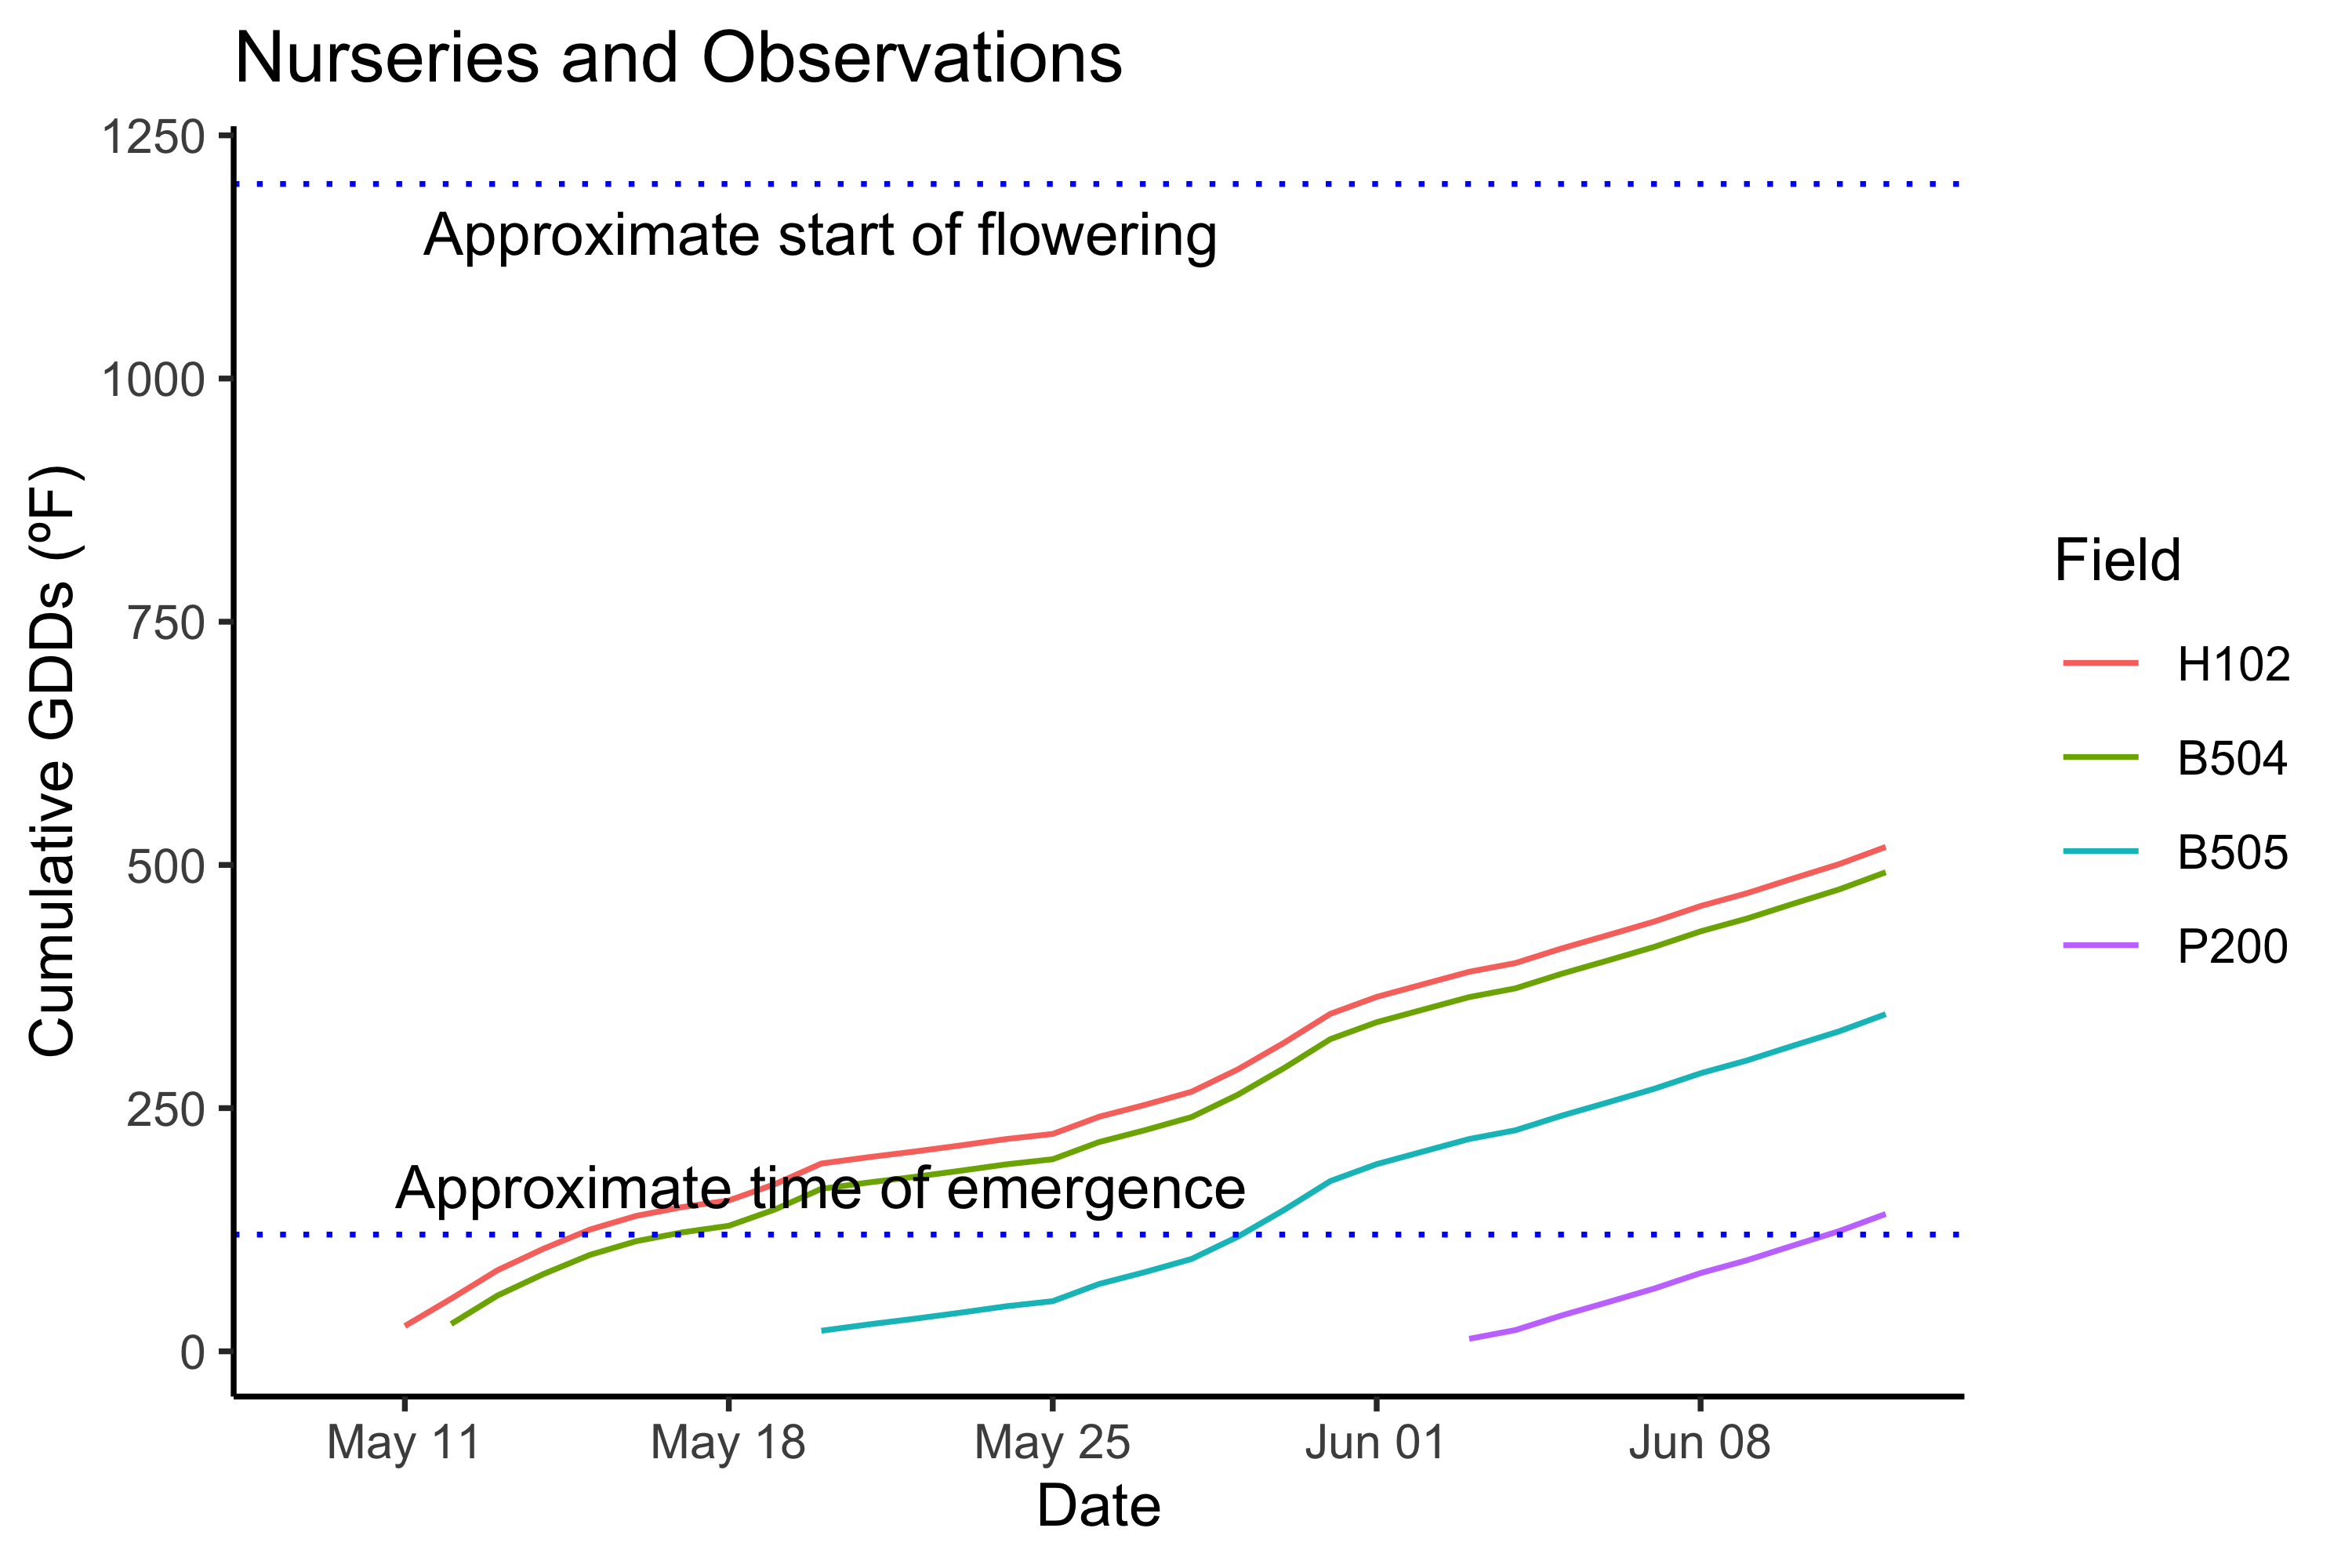 Nurseries and Observations
1250
Approximate start of flowering
1000
750
500
250
Approximate time of emergence
0
Cumulative GDDs (ºF)
May 11
May 18
May 25
Jun 01
Jun 08
Date
Field
H102
B504
B505
P200